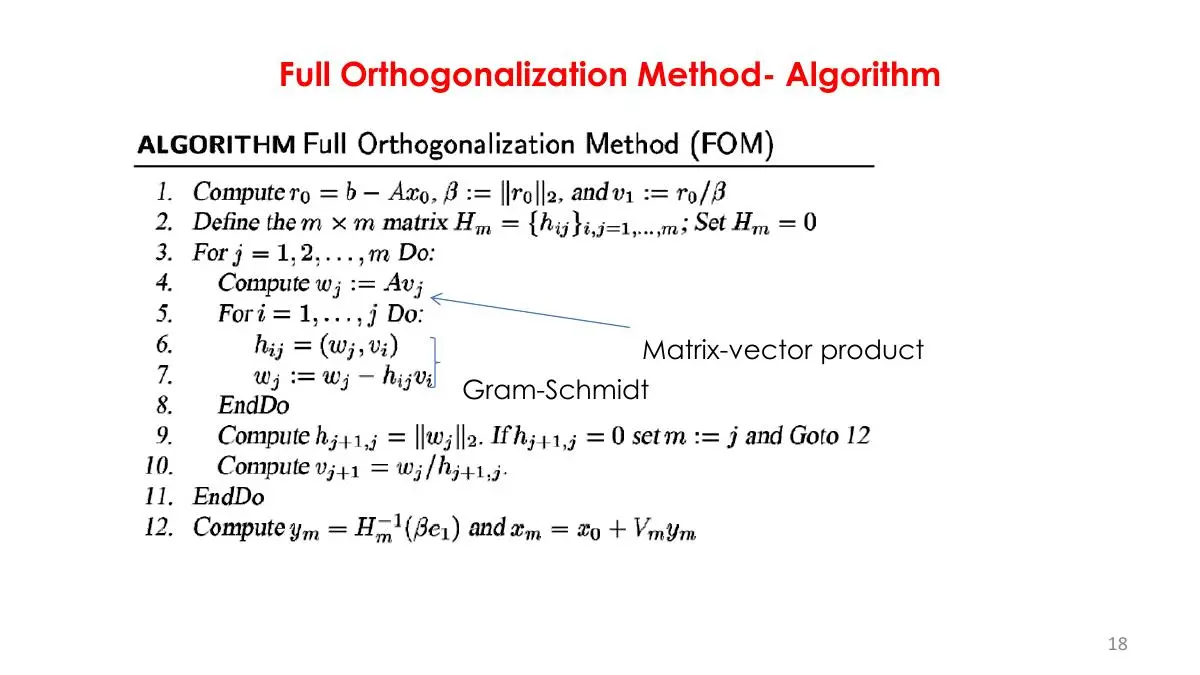 Full Orthogonalization Method- Algorithm
ALGORITHM Full Orthogonalization Method (FOM)
1. Compute r₀ = b − Ax₀, β := ‖r₀‖₂, and v₁ := r₀/β
2. Define the m × m matrix Hₘ = {hᵢⱼ}ᵢ,ⱼ₌₁,...,ₘ; Set Hₘ = 0
3. For j = 1, 2, . . . , m Do:
4. Compute wⱼ := Avⱼ
5. For i = 1, . . . , j Do:
6. hᵢⱼ = (wⱼ, vᵢ)
Matrix-vector product
7. wⱼ := wⱼ − hᵢⱼvᵢ
Gram-Schmidt
8. EndDo
9. Compute hⱼ₊₁,ⱼ = ‖wⱼ‖₂. If hⱼ₊₁,ⱼ = 0 set m := j and Goto 12
10. Compute vⱼ₊₁ = wⱼ/hⱼ₊₁,ⱼ.
11. EndDo
12. Compute yₘ = Hₘ⁻¹(βe₁) and xₘ = x₀ + Vₘyₘ
18